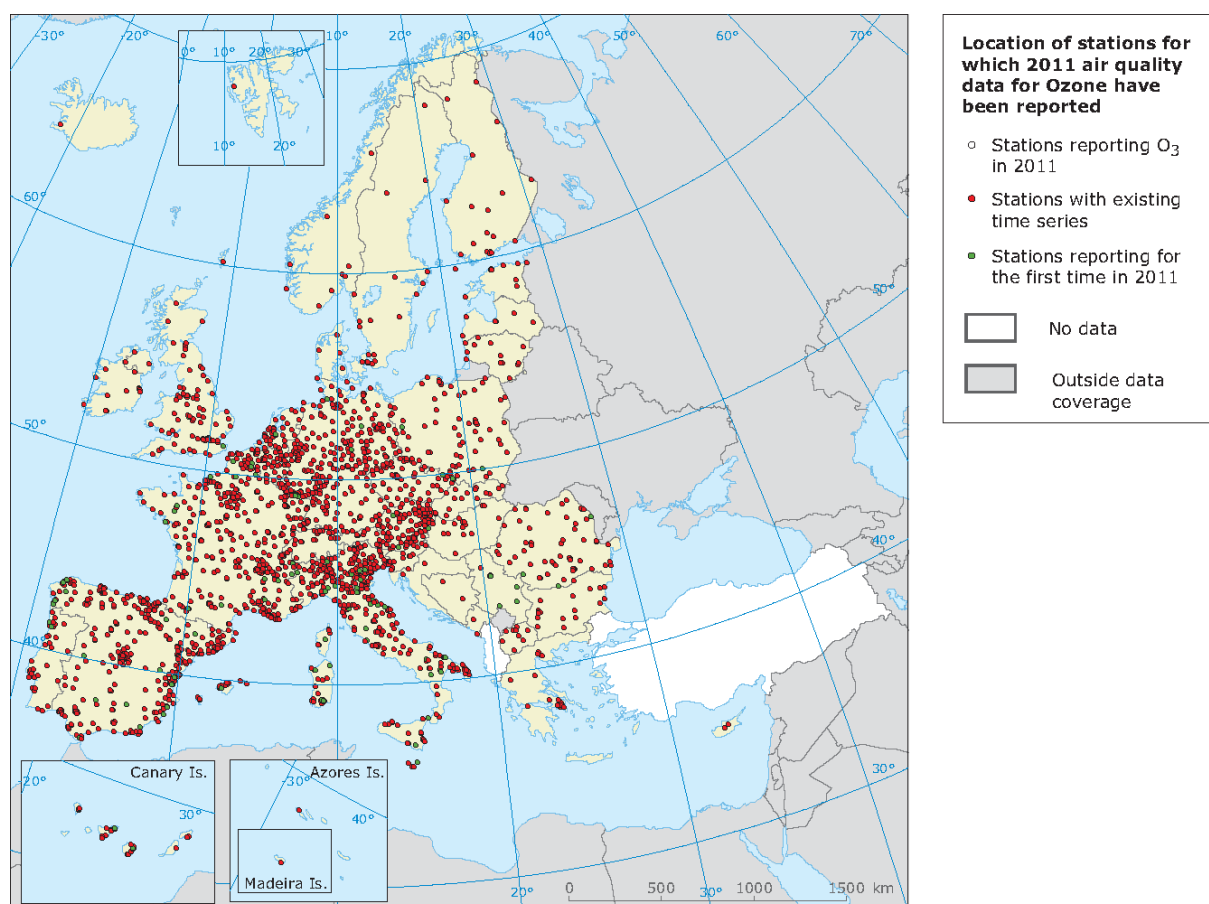 -30°
-20°
0°
10°
20°
30°
10°
20°
10°
20°
30°
40°
50°
60°
70°
60°
50°
50°
40°
40°
30°
Canary Is.
-20°
30°
Azores Is.
-30°
40°
Madeira Is.
20°
30°
0
500
1000
1500 km
Location of stations for
which 2011 air quality
data for Ozone have
been reported
Stations reporting O3
in 2011
Stations with existing
time series
Stations reporting for
the first time in 2011
No data
Outside data
coverage